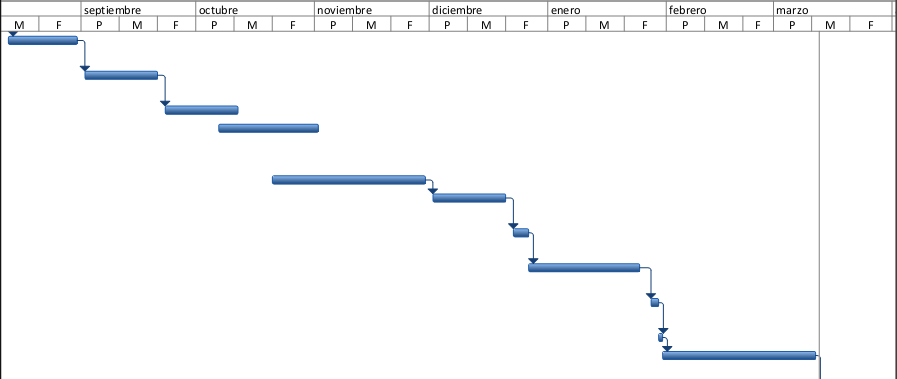 septiembre octubre noviembre diciembre enero febrero marzo
M F P M F P M F P M F P M F P M F P M F P M F